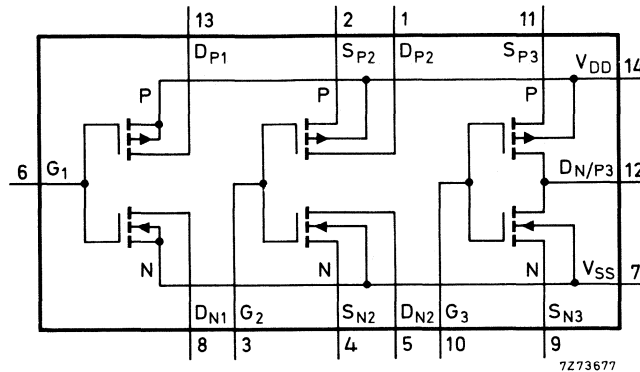 13 2 1 11
DP1 SP2 DP2 SP3 VDD 14
P P P
6 G1 DN/P3 12
N N N VSS 7
DN1 G2 SN2 DN2 G3 SN3
8 3 4 5 10 9
7Z73677